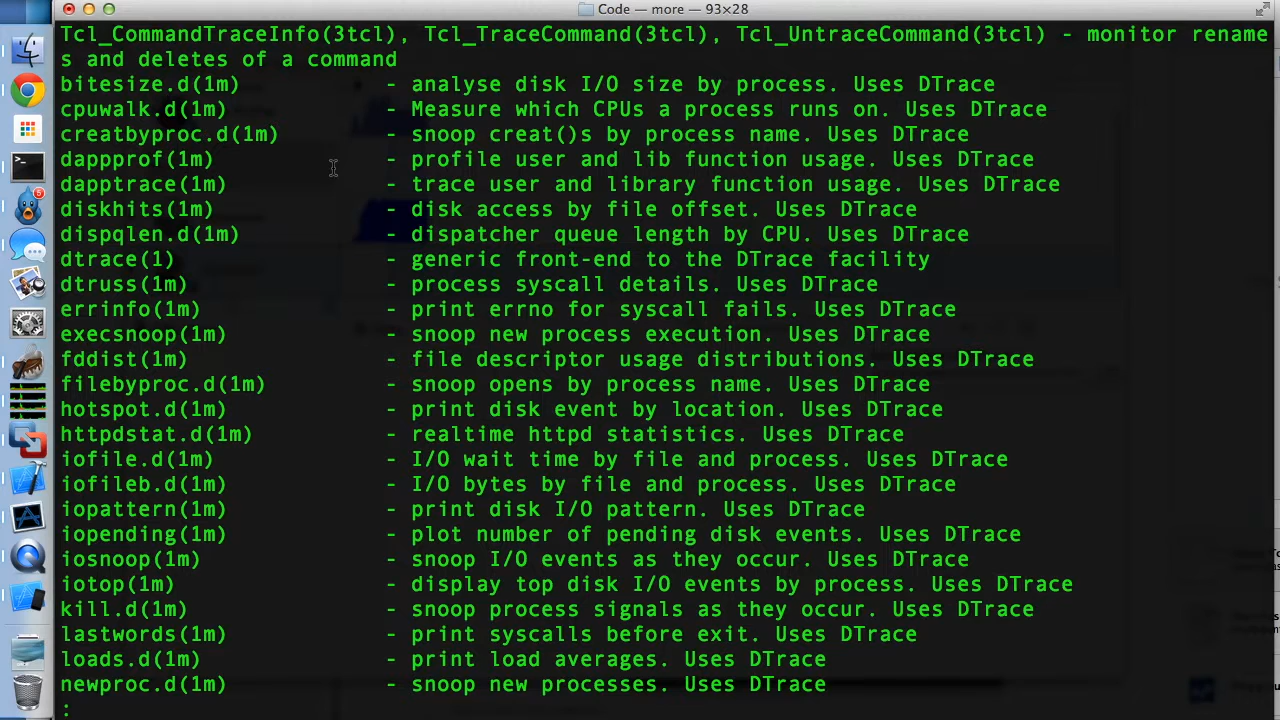 Code — more — 93×28
Tcl_CommandTraceInfo(3tcl), Tcl_TraceCommand(3tcl), Tcl_UntraceCommand(3tcl) - monitor rename
s and deletes of a command
bitesize.d(1m) - analyse disk I/O size by process. Uses DTrace
cpuwalk.d(1m) - Measure which CPUs a process runs on. Uses DTrace
creatbyproc.d(1m) - snoop creat()s by process name. Uses DTrace
dappprof(1m) - profile user and lib function usage. Uses DTrace
dapptrace(1m) - trace user and library function usage. Uses DTrace
diskhits(1m) - disk access by file offset. Uses DTrace
dispqlen.d(1m) - dispatcher queue length by CPU. Uses DTrace
dtrace(1) - generic front-end to the DTrace facility
dtruss(1m) - process syscall details. Uses DTrace
errinfo(1m) - print errno for syscall fails. Uses DTrace
execsnoop(1m) - snoop new process execution. Uses DTrace
fddist(1m) - file descriptor usage distributions. Uses DTrace
filebyproc.d(1m) - snoop opens by process name. Uses DTrace
hotspot.d(1m) - print disk event by location. Uses DTrace
httpdstat.d(1m) - realtime httpd statistics. Uses DTrace
iofile.d(1m) - I/O wait time by file and process. Uses DTrace
iofileb.d(1m) - I/O bytes by file and process. Uses DTrace
iopattern(1m) - print disk I/O pattern. Uses DTrace
iopending(1m) - plot number of pending disk events. Uses DTrace
iosnoop(1m) - snoop I/O events as they occur. Uses DTrace
iotop(1m) - display top disk I/O events by process. Uses DTrace
kill.d(1m) - snoop process signals as they occur. Uses DTrace
lastwords(1m) - print syscalls before exit. Uses DTrace
loads.d(1m) - print load averages. Uses DTrace
newproc.d(1m) - snoop new processes. Uses DTrace
:
5